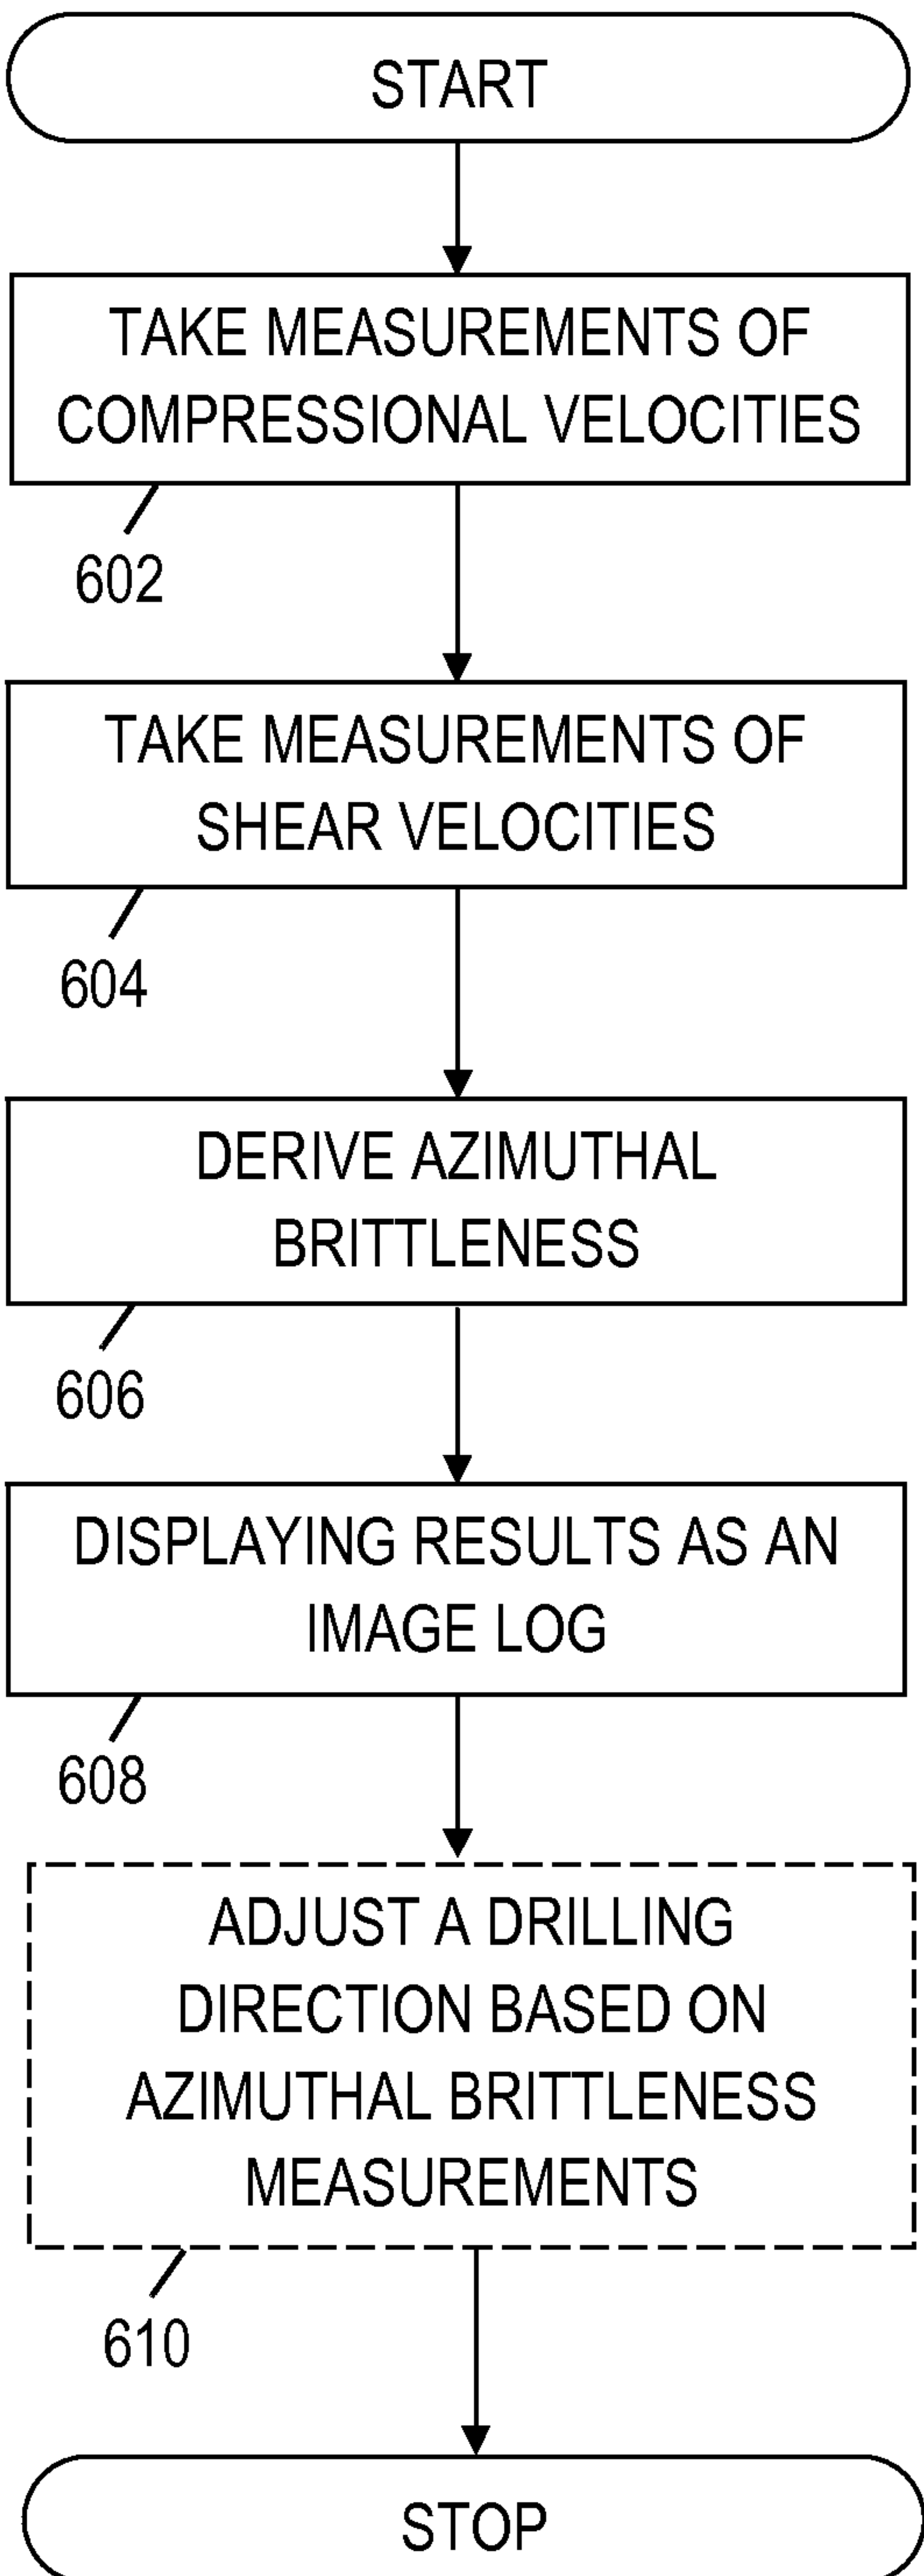 START
TAKE MEASUREMENTS OF
COMPRESSIONAL VELOCITIES
602
TAKE MEASUREMENTS OF
SHEAR VELOCITIES
604
DERIVE AZIMUTHAL
BRITTLENESS
606
DISPLAYING RESULTS AS AN
IMAGE LOG
608
ADJUST A DRILLING
DIRECTION BASED ON
AZIMUTHAL BRITTLENESS
MEASUREMENTS
610
STOP